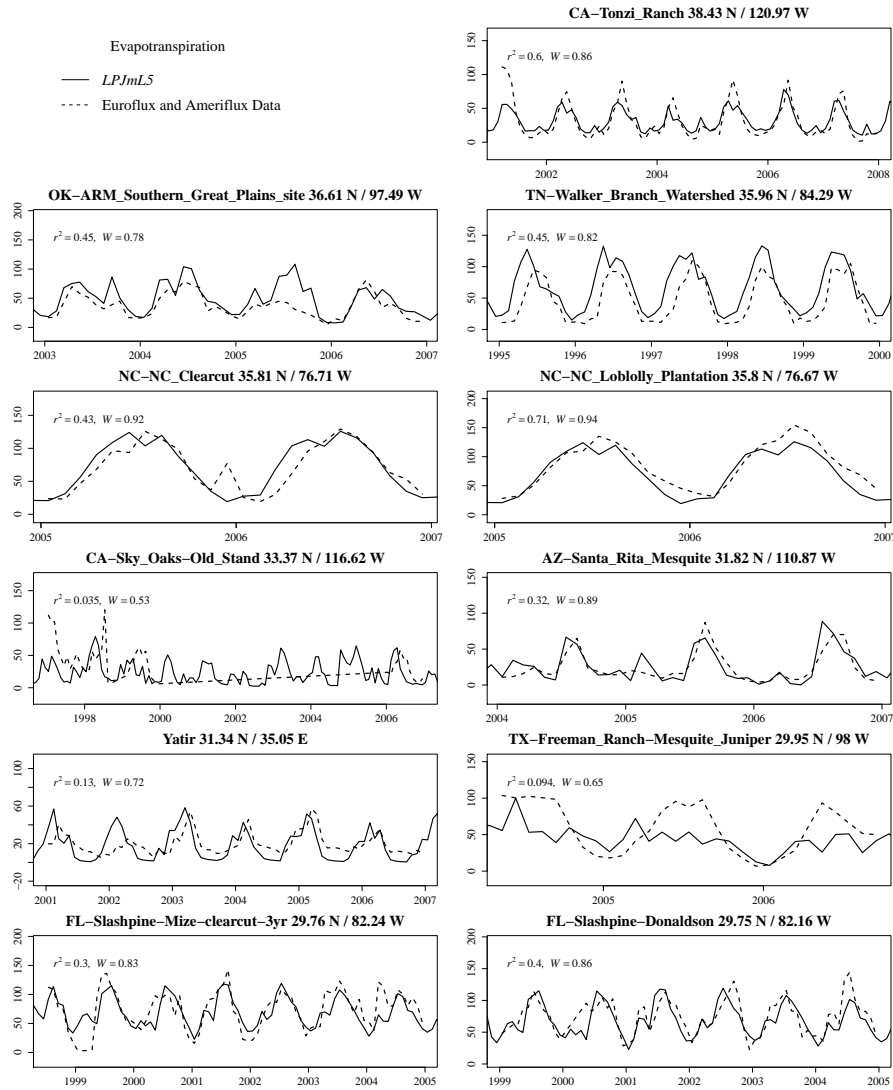 CA−Tonzi_Ranch 38.43 N / 120.97 W
Evapotranspiration
LPJmL5
Euroflux and Ameriflux Data
r² = 0.6, W = 0.86
0 50 100 150
2002 2004 2006 2008
OK−ARM_Southern_Great_Plains_site 36.61 N / 97.49 W
r² = 0.45, W = 0.78
0 50 100 150 200
2003 2004 2005 2006 2007
TN−Walker_Branch_Watershed 35.96 N / 84.29 W
r² = 0.45, W = 0.82
0 50 100 150 200
1995 1996 1997 1998 1999 2000
NC−NC_Clearcut 35.81 N / 76.71 W
r² = 0.43, W = 0.92
0 50 100 150
2005 2006 2007
NC−NC_Loblolly_Plantation 35.8 N / 76.67 W
r² = 0.71, W = 0.94
0 50 100 150 200
2005 2006 2007
CA−Sky_Oaks−Old_Stand 33.37 N / 116.62 W
r² = 0.035, W = 0.53
0 50 100 150
1998 2000 2002 2004 2006
AZ−Santa_Rita_Mesquite 31.82 N / 110.87 W
r² = 0.32, W = 0.89
0 50 100 150
2004 2005 2006 2007
Yatir 31.34 N / 35.05 E
r² = 0.13, W = 0.72
−20 20 60 100
2001 2002 2003 2004 2005 2006 2007
TX−Freeman_Ranch−Mesquite_Juniper 29.95 N / 98 W
r² = 0.094, W = 0.65
0 50 100 150
2005 2006
FL−Slashpine−Mize−clearcut−3yr 29.76 N / 82.24 W
r² = 0.3, W = 0.83
0 50 100 150 200
1999 2000 2001 2002 2003 2004 2005
FL−Slashpine−Donaldson 29.75 N / 82.16 W
r² = 0.4, W = 0.86
0 50 100 150 200
1999 2000 2001 2002 2003 2004 2005